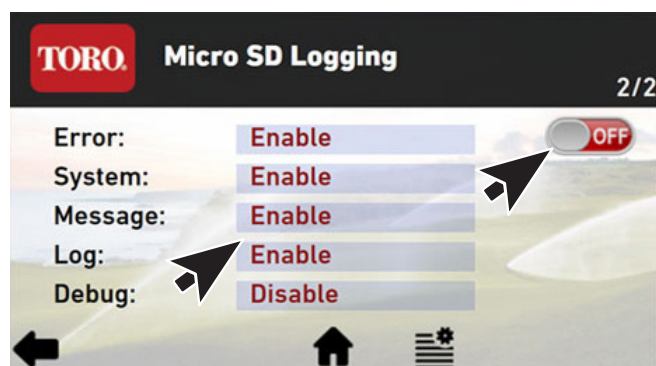 TORO. Micro SD Logging
2/2
Error: Enable OFF
System: Enable
Message: Enable
Log: Enable
Debug: Disable